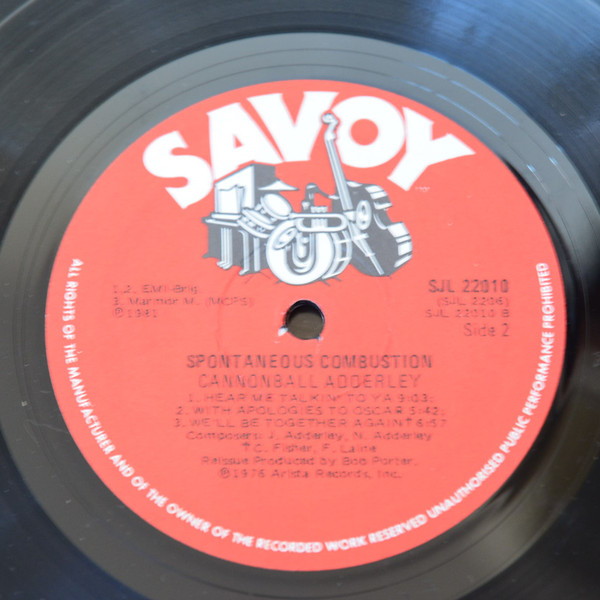 SAVOY
TM
1.2. EMI-Brig.
3. Marmor M. (MCPS)
℗1981
SJL 22010
(SJL 2206)
SJL 22010 B
Side 2
SPONTANEOUS COMBUSTION
CANNONBALL ADDERLEY
1. HEAR ME TALKIN' TO YA 9:03;
2. WITH APOLOGIES TO OSCAR 5:42;
3. WE'LL BE TOGETHER AGAIN† 6:57
Composers: J. Adderley, N. Adderley
†C. Fisher, F. Laine
Reissue Produced by Bob Porter.
℗1976 Arista Records, Inc.
ALL RIGHTS OF THE MANUFACTURER AND OF THE OWNER OF THE RECORDED WORK RESERVED UNAUTHORISED PUBLIC PERFORMANCE PROHIBITED